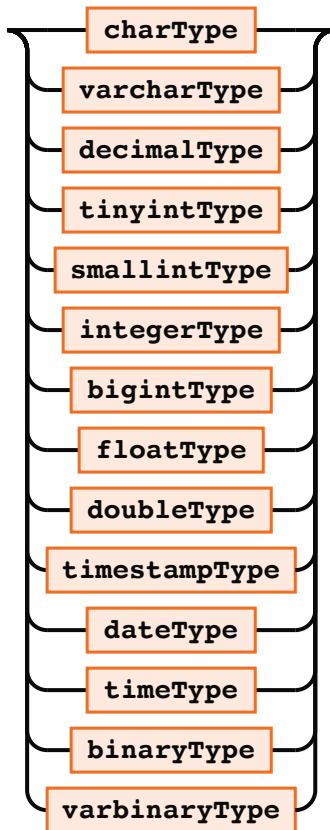 charType
varcharType
decimalType
tinyintType
smallintType
integerType
bigintType
floatType
doubleType
timestampType
dateType
timeType
binaryType
varbinaryType